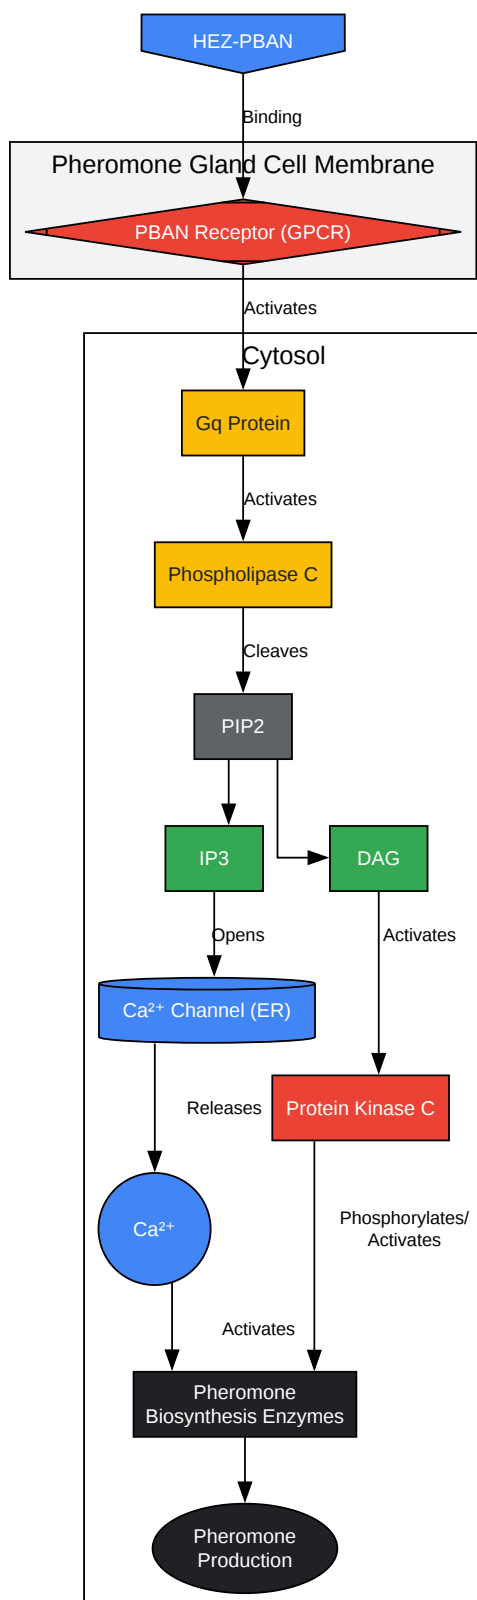 HEZ-PBAN
Binding
Pheromone Gland Cell Membrane
PBAN Receptor (GPCR)
Activates
Cytosol
Gq Protein
Activates
Phospholipase C
Cleaves
PIP2
IP3
DAG
Opens
Activates
Ca²⁺ Channel (ER)
Releases
Protein Kinase C
Phosphorylates/
Activates
Ca²⁺
Activates
Pheromone
Biosynthesis Enzymes
Pheromone
Production